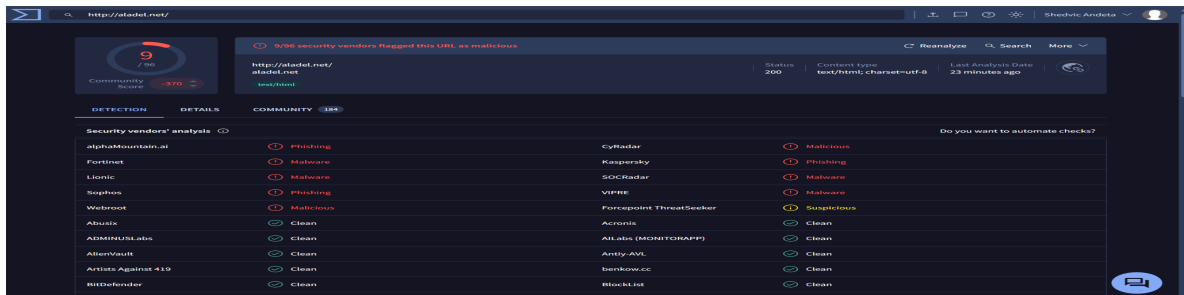 http://aladel.net/
Shedvic Andeta
9
/ 96
Community Score
-370
9/96 security vendors flagged this URL as malicious
Reanalyze
Search
More
http://aladel.net/
aladel.net
text/html
Status
200
Content type
text/html; charset=utf-8
Last Analysis Date
23 minutes ago
DETECTION
DETAILS
COMMUNITY 184
Security vendors' analysis
Do you want to automate checks?
alphaMountain.ai Phishing CyRadar Malicious
Fortinet Malware Kaspersky Phishing
Lionic Malware SOCRadar Malware
Sophos Phishing VIPRE Malware
Webroot Malicious Forcepoint ThreatSeeker Suspicious
Abusix Clean Acronis Clean
ADMINUSLabs Clean AILabs (MONITORAPP) Clean
AlienVault Clean Antiy-AVL Clean
Artists Against 419 Clean benkow.cc Clean
BitDefender Clean BlockList Clean